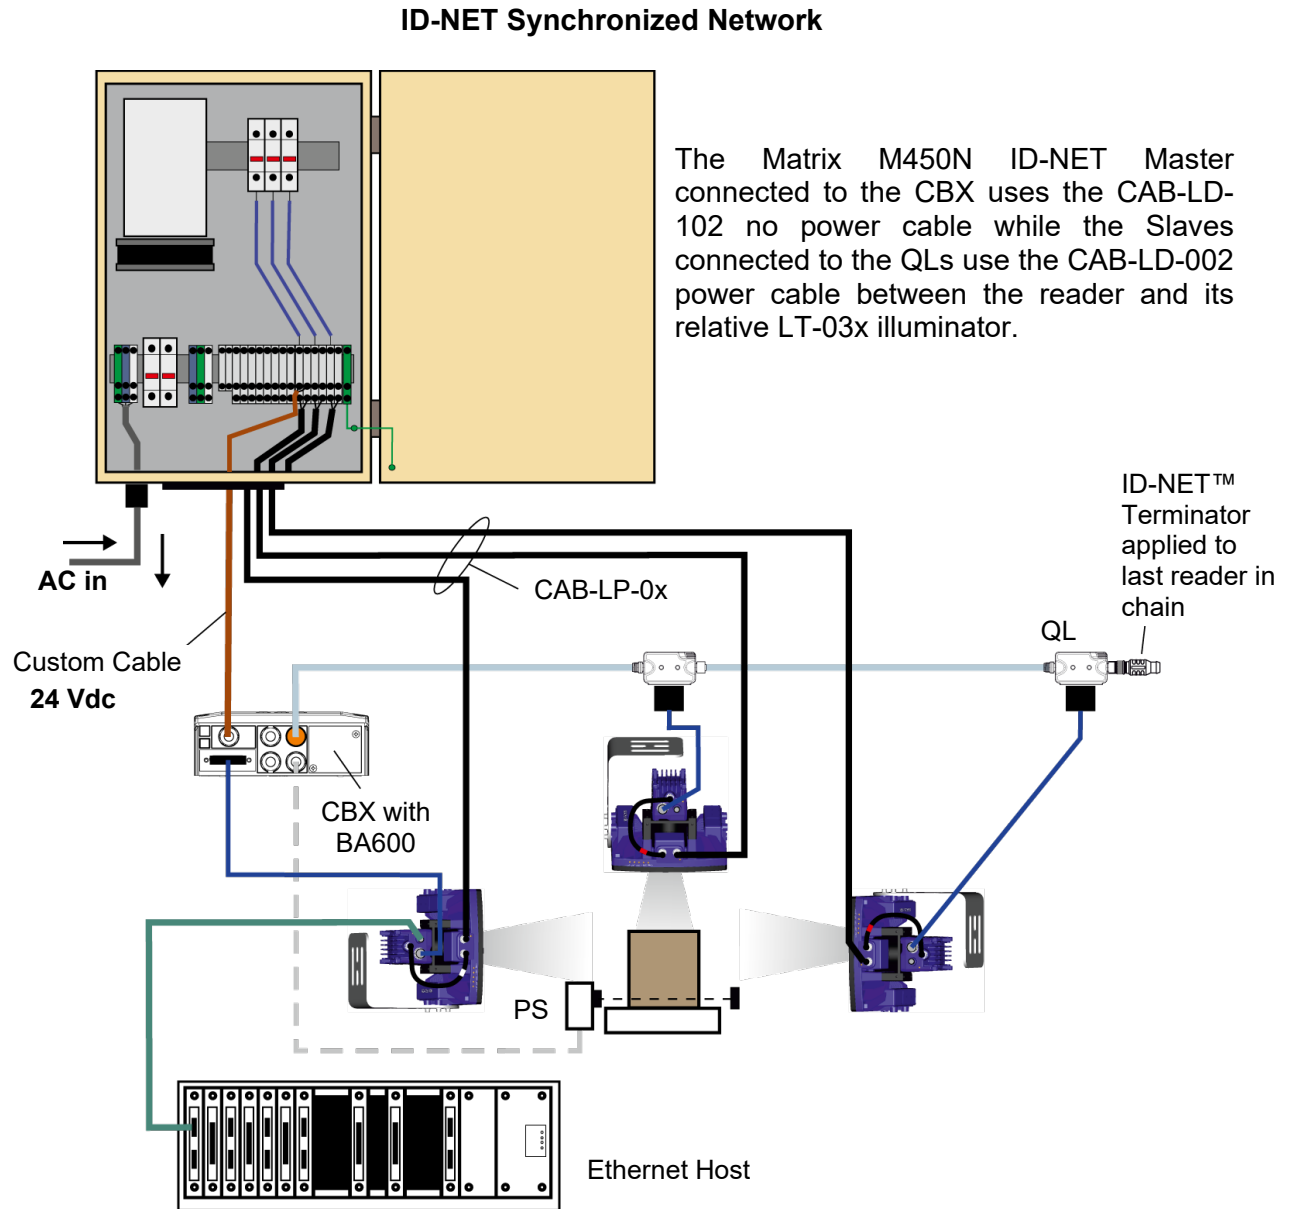 ID-NET Synchronized Network
The Matrix M450N ID-NET Master
connected to the CBX uses the CAB-LD-
102 no power cable while the Slaves
connected to the QLs use the CAB-LD-002
power cable between the reader and its
relative LT-03x illuminator.
ID-NET™
Terminator
applied to
last reader in
chain
AC in
CAB-LP-0x
QL
Custom Cable
24 Vdc
CBX with
BA600
PS
Ethernet Host